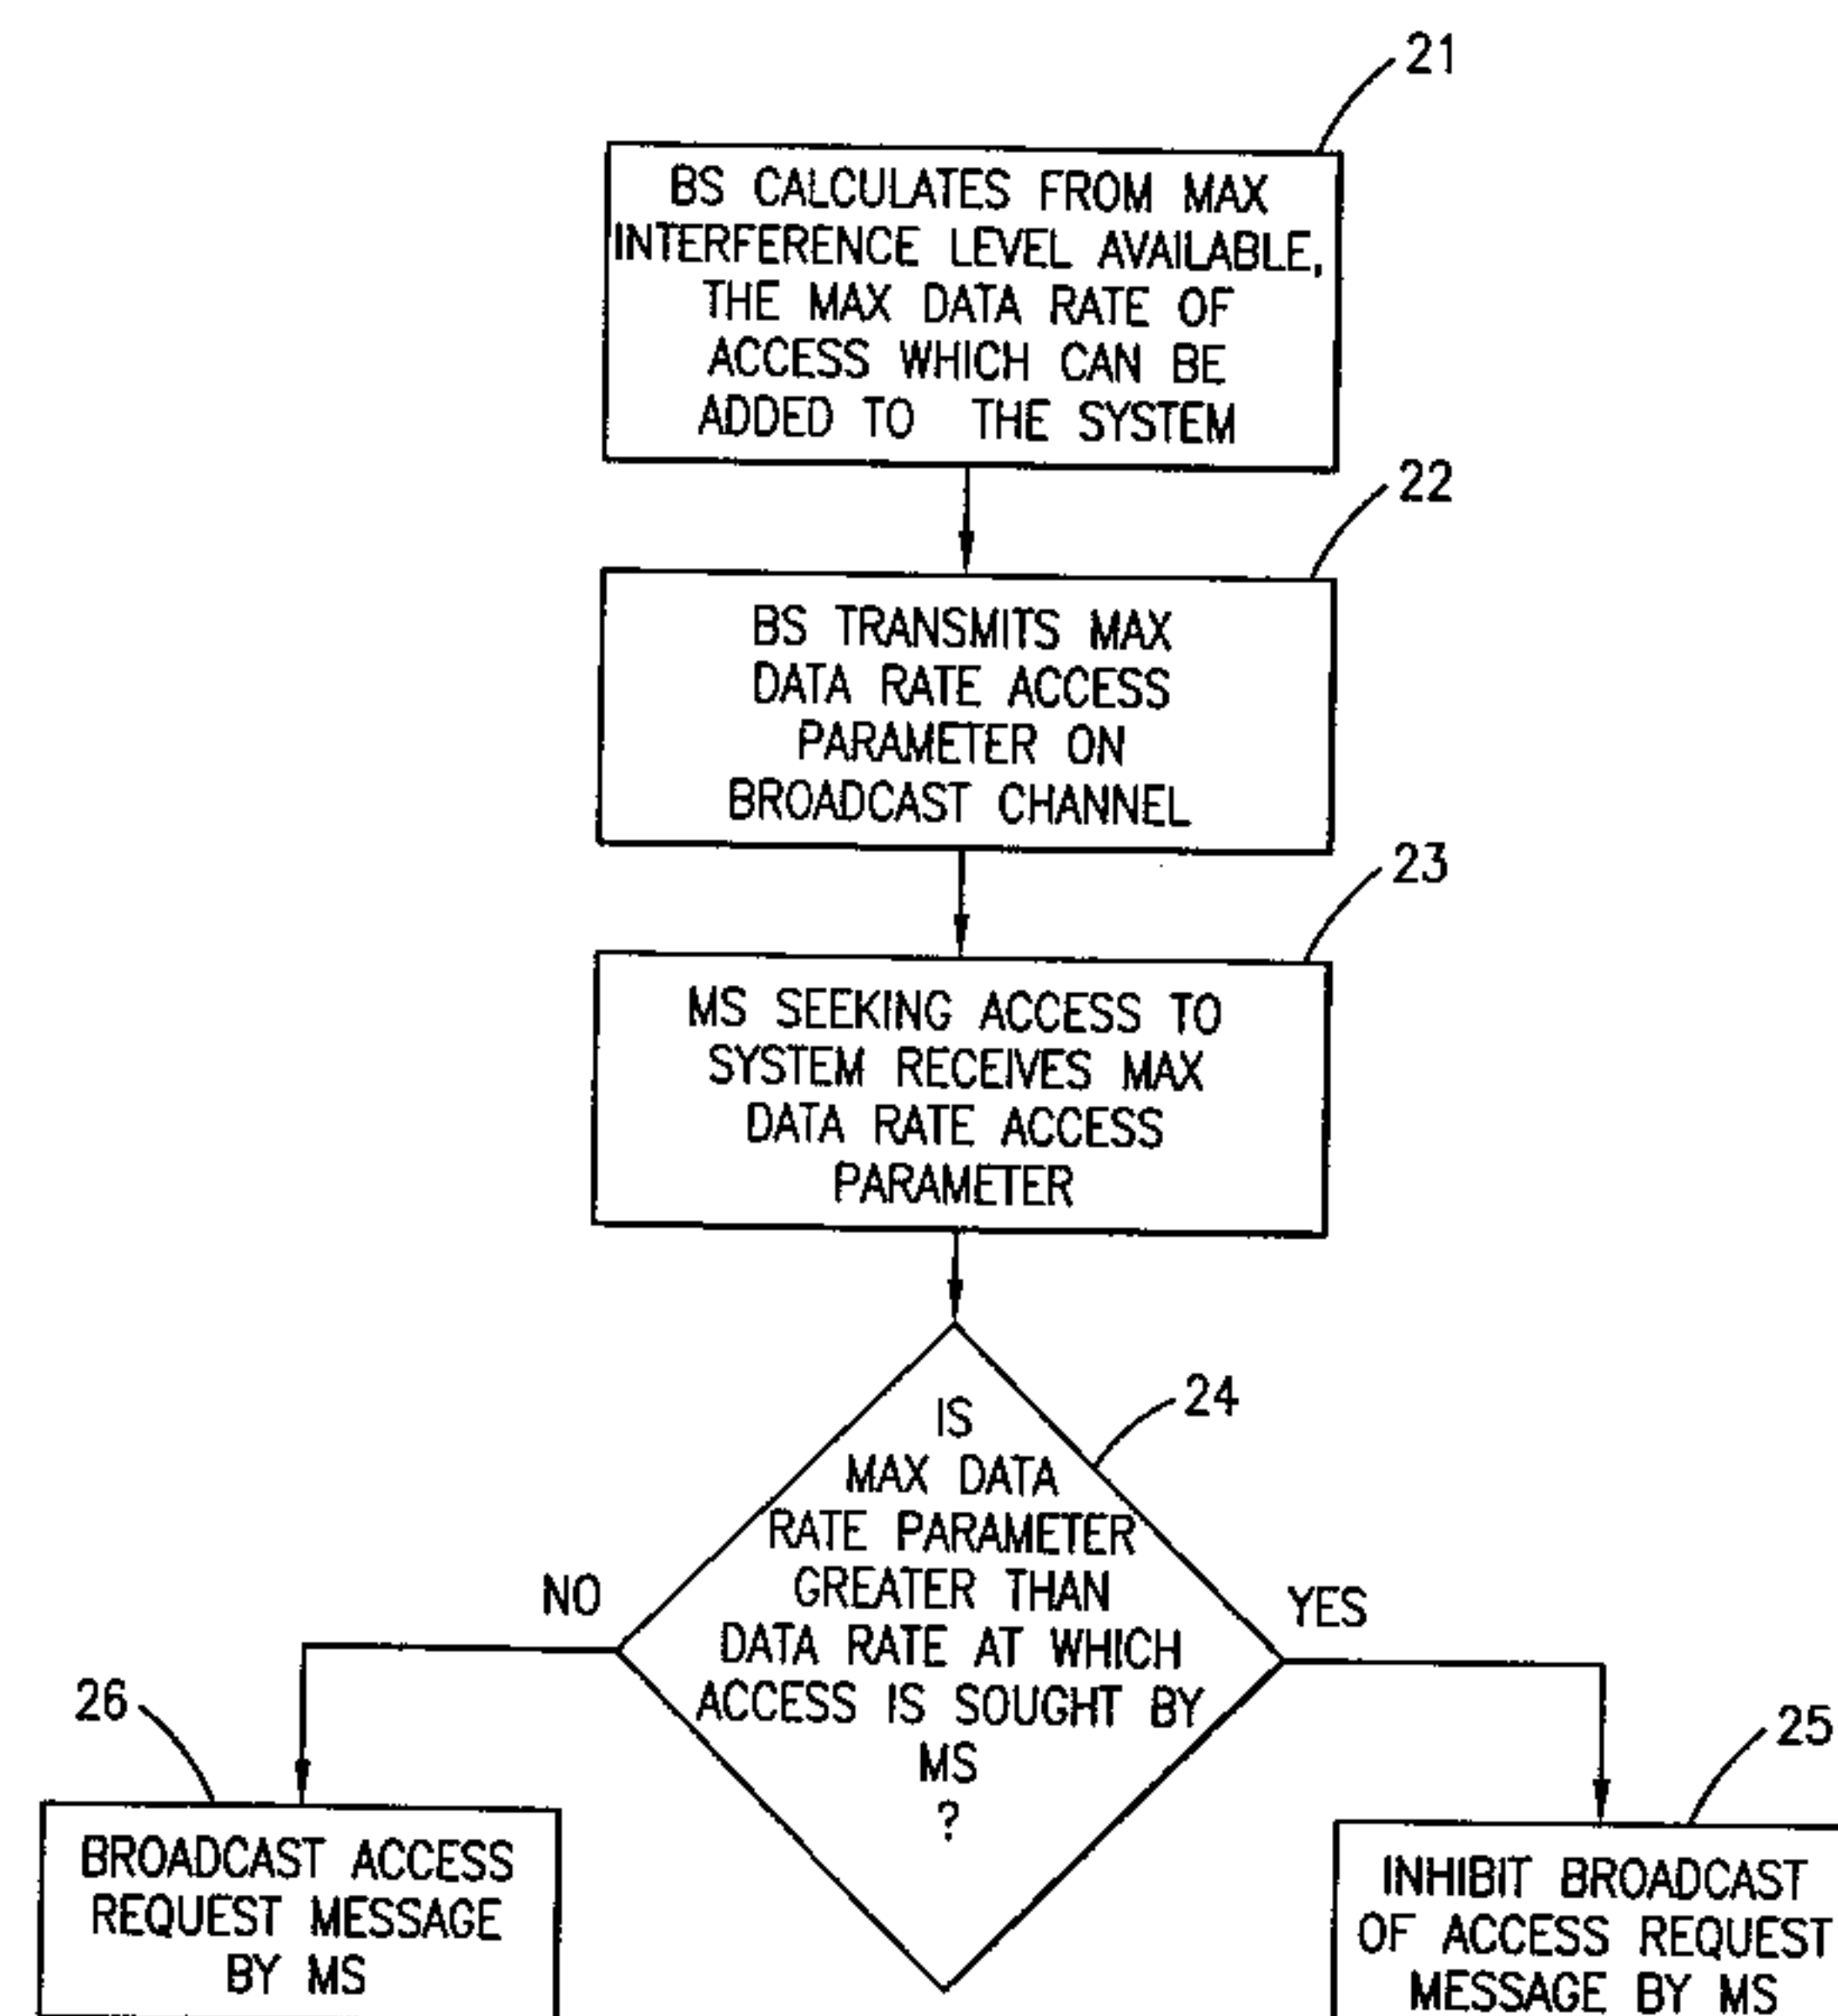 21
BS CALCULATES FROM MAX
INTERFERENCE LEVEL AVAILABLE,
THE MAX DATA RATE OF
ACCESS WHICH CAN BE
ADDED TO THE SYSTEM
22
BS TRANSMITS MAX
DATA RATE ACCESS
PARAMETER ON
BROADCAST CHANNEL
23
MS SEEKING ACCESS TO
SYSTEM RECEIVES MAX
DATA RATE ACCESS
PARAMETER
24
IS
MAX DATA
RATE PARAMETER
GREATER THAN
DATA RATE AT WHICH
ACCESS IS SOUGHT BY
MS
?
NO
YES
26
BROADCAST ACCESS
REQUEST MESSAGE
BY MS
25
INHIBIT BROADCAST
OF ACCESS REQUEST
MESSAGE BY MS